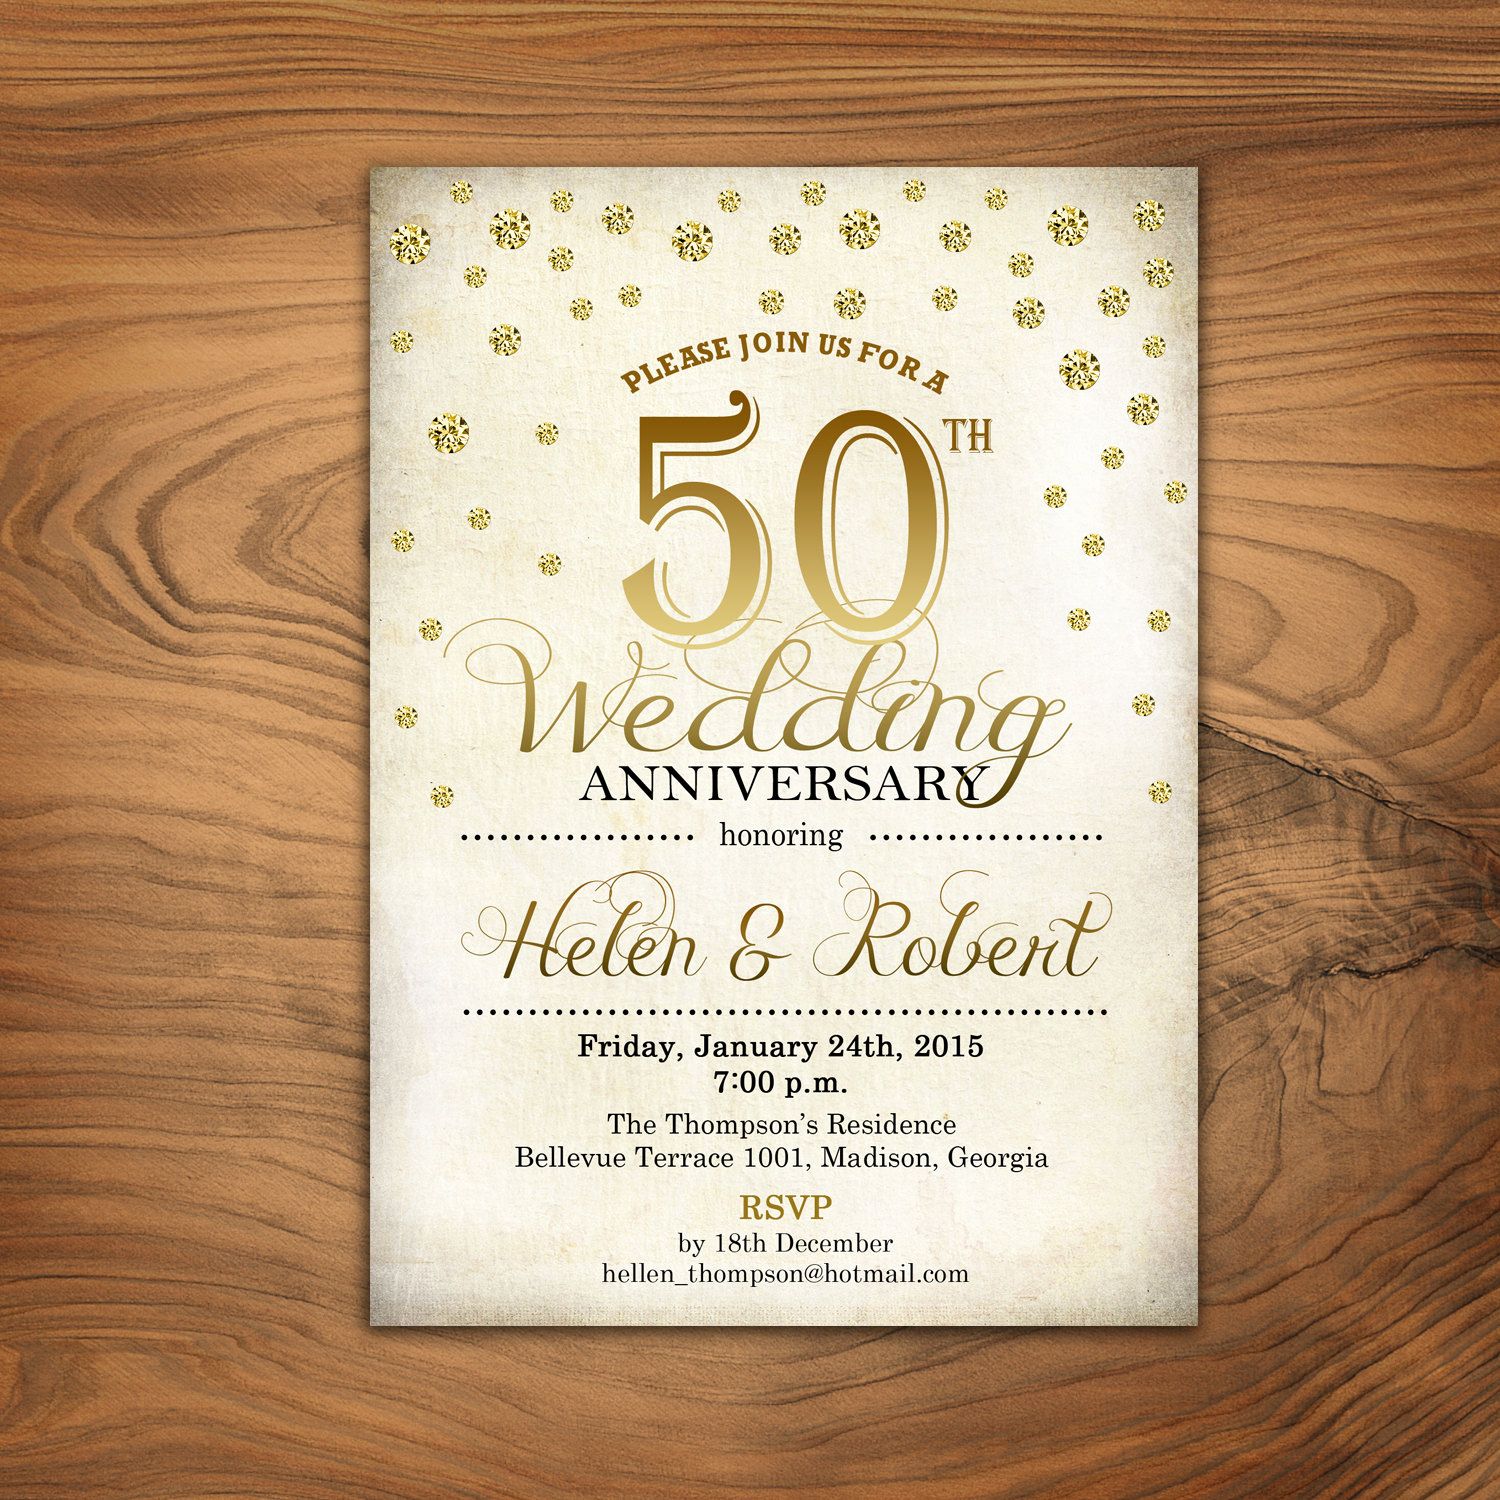 PLEASE JOIN US FOR A
50TH
Wedding
ANNIVERSARY
honoring
Helen & Robert
Friday, January 24th, 2015
7:00 p.m.
The Thompson's Residence
Bellevue Terrace 1001, Madison, Georgia
RSVP
by 18th December
hellen_thompson@hotmail.com